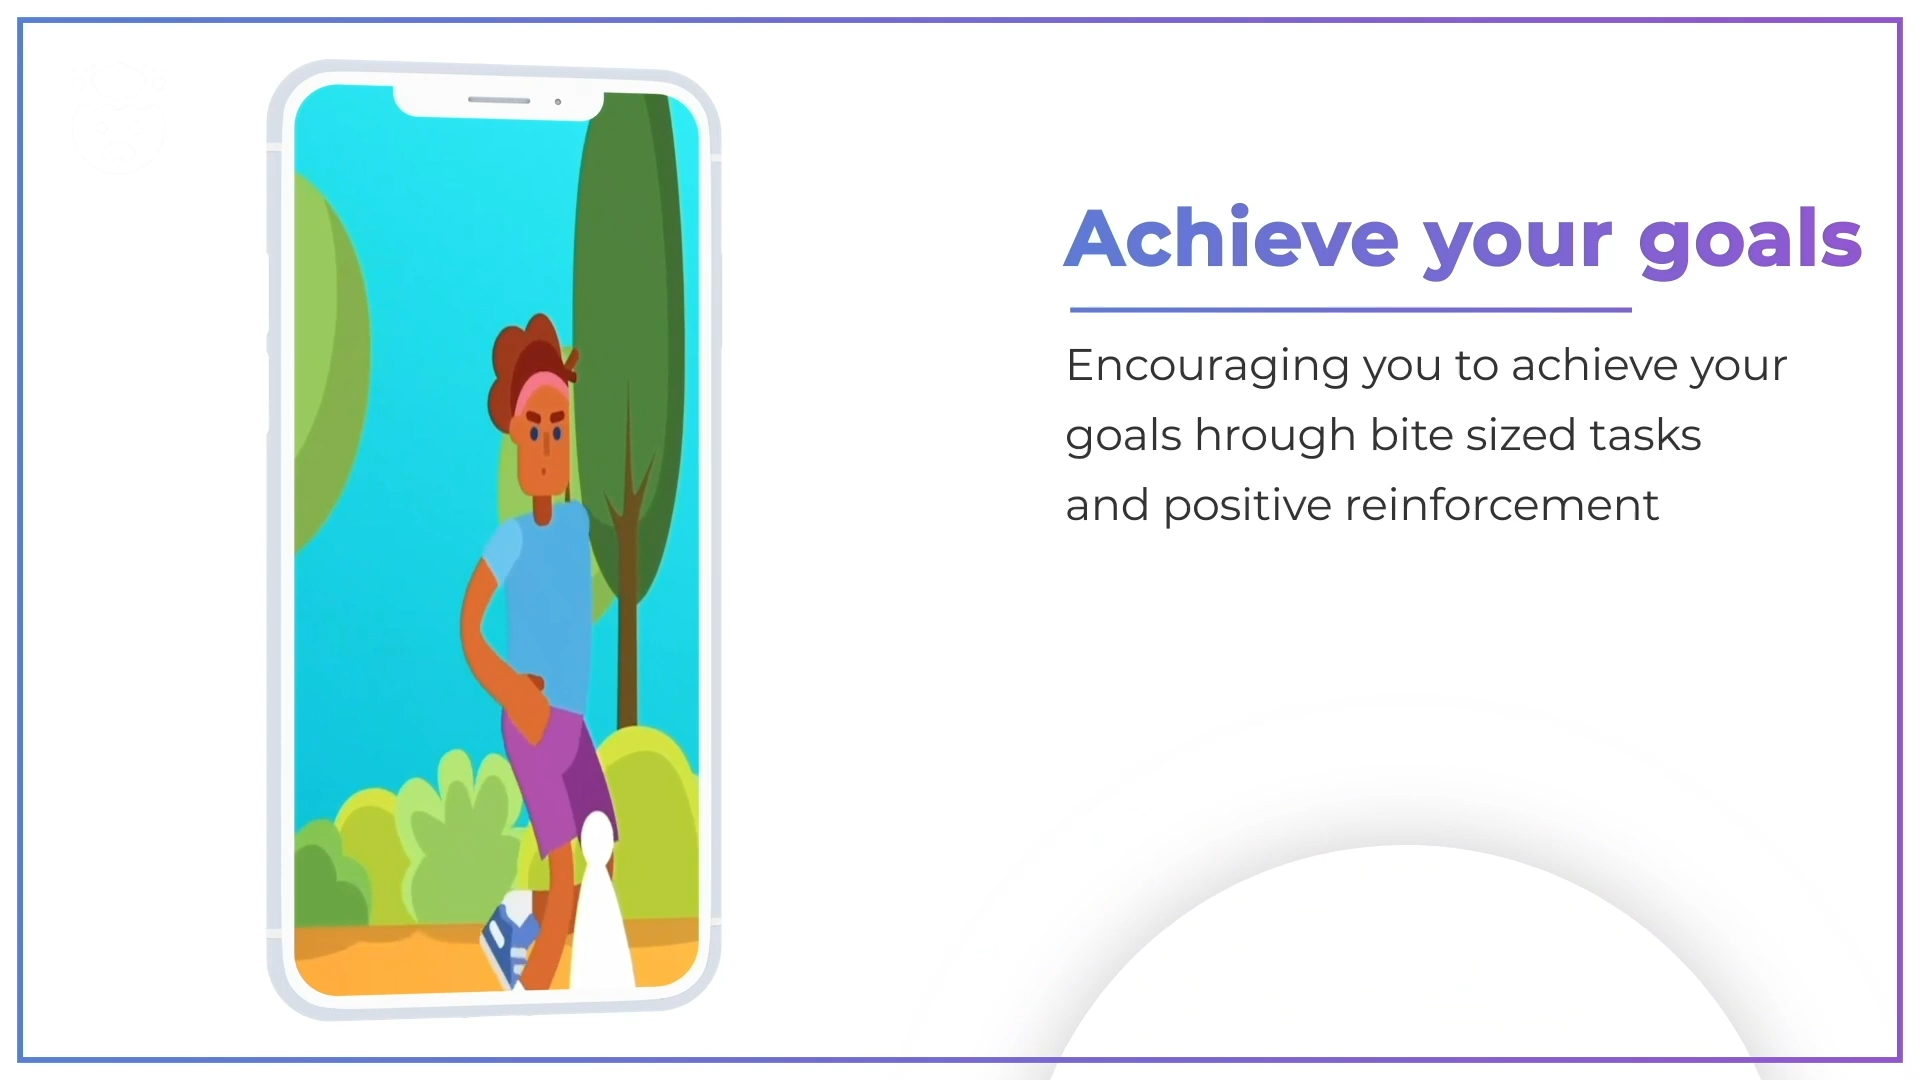 Achieve your goals
Encouraging you to achieve your
goals hrough bite sized tasks
and positive reinforcement